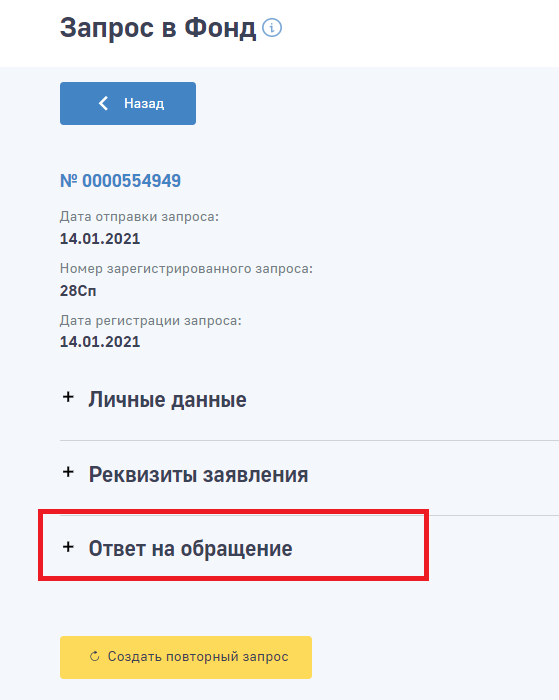 Запрос в Фонд
Назад
№ 0000554949
Дата отправки запроса:
14.01.2021
Номер зарегистрированного запроса:
28Сп
Дата регистрации запроса:
14.01.2021
+ Личные данные
+ Реквизиты заявления
+ Ответ на обращение
Создать повторный запрос